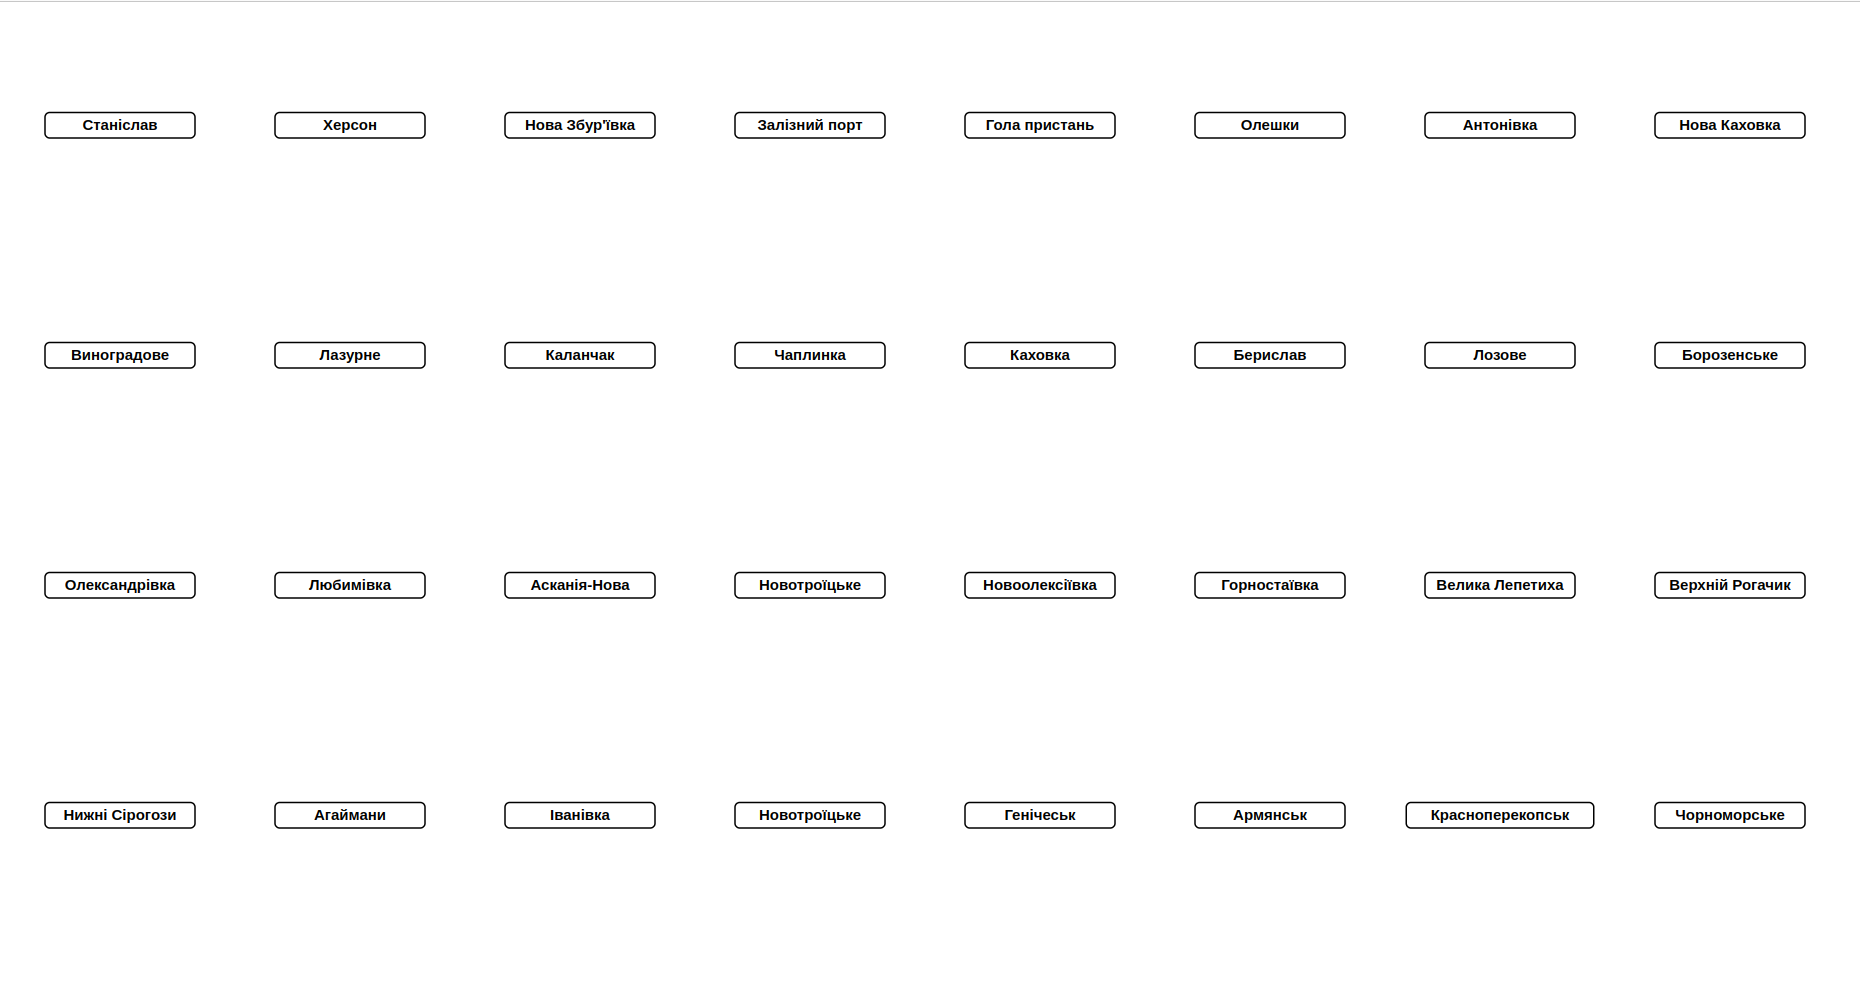 Станіслав
Херсон
Нова Збур'ївка
Залізний порт
Гола пристань
Олешки
Антонівка
Нова Каховка
Виноградове
Лазурне
Каланчак
Чаплинка
Каховка
Берислав
Лозове
Борозенське
Олександрівка
Любимівка
Асканія-Нова
Новотроїцьке
Новоолексіївка
Горностаївка
Велика Лепетиха
Верхній Рогачик
Нижні Сірогози
Агаймани
Іванівка
Новотроїцьке
Генічеськ
Армянськ
Красноперекопськ
Чорноморське